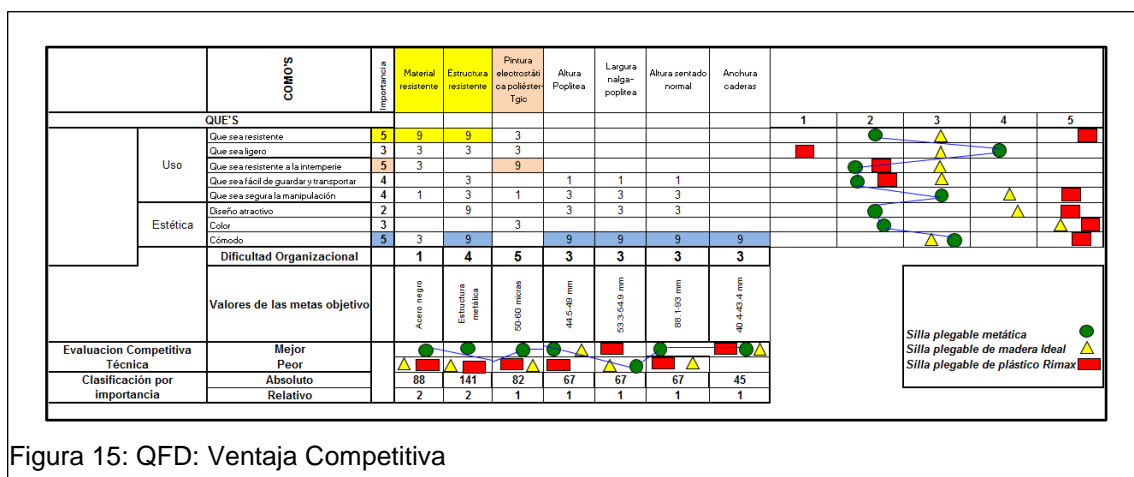 COMO'S
Importancia
Material resistente
Estructura resistente
Pintura electrostáti ca poliéster- Tgic
Altura Poplitea
Largura nalga- poplitea
Altura sentado normal
Anchura caderas
QUE'S
1 2 3 4 5
Uso
Que sea resistente 5 9 9 3
Que sea ligero 3 3 3 3
Que sea resistente a la intemperie 5 3 9
Que sea fácil de guardar y transportar 4 3 1 1 1
Que sea segura la manipulación 4 1 3 1 3 3 3
Estética
Diseño atractivo 2 9 3 3 3
Color 3 3
Cómodo 5 3 9 9 9 9 9
Dificultad Organizacional 1 4 5 3 3 3 3
Valores de las metas objetivo
Acero negro
Estructura metálica
50-60 micras
44.5-49 mm
53.3-54.9 mm
88.1-93 mm
40.4-43.4 mm
Evaluacion Competitiva Técnica
Mejor
Peor
Clasificación por importancia
Absoluto 88 141 82 67 67 67 45
Relativo 2 2 1 1 1 1 1
Silla plegable metática
Silla plegable de madera Ideal
Silla plegable de plástico Rimax
Figura 15: QFD: Ventaja Competitiva